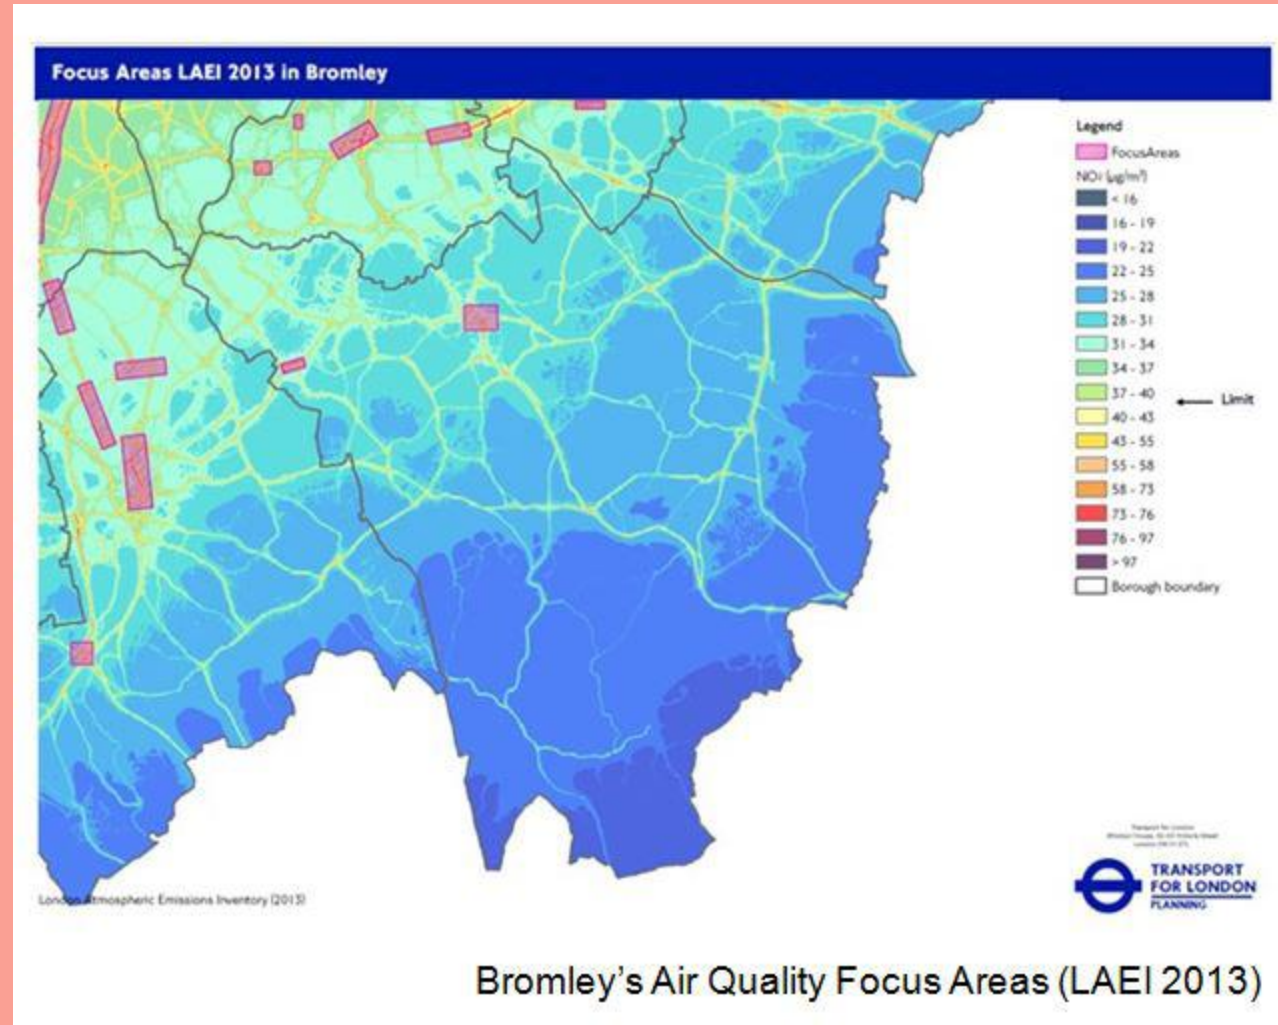 Focus Areas LAEI 2013 in Bromley
Legend
FocusAreas
NO₂ (µg/m³)
< 16
16 - 19
19 - 22
22 - 25
25 - 28
28 - 31
31 - 34
34 - 37
37 - 40
Limit
40 - 43
43 - 55
55 - 58
58 - 73
73 - 76
76 - 97
> 97
Borough boundary
Transport for London
TRANSPORT
FOR LONDON
PLANNING
London Atmospheric Emissions Inventory (2013)
Bromley's Air Quality Focus Areas (LAEI 2013)